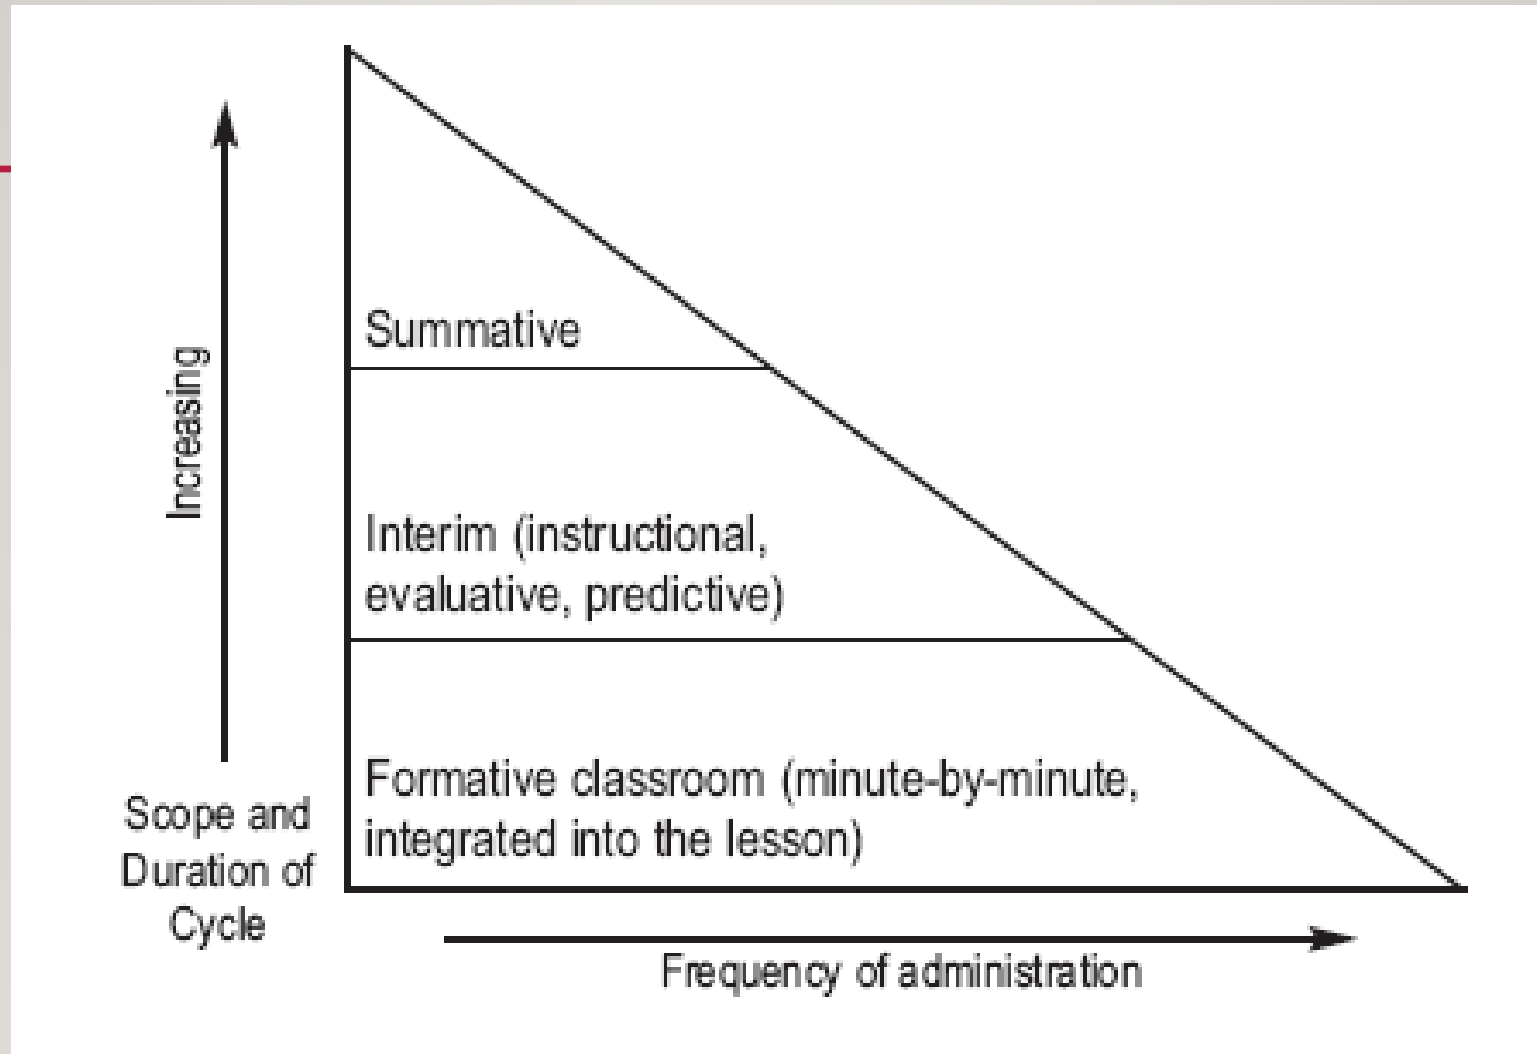 Increasing
Summative
Interim (instructional,
evaluative, predictive)
Formative classroom (minute-by-minute,
integrated into the lesson)
Scope and
Duration of
Cycle
Frequency of administration